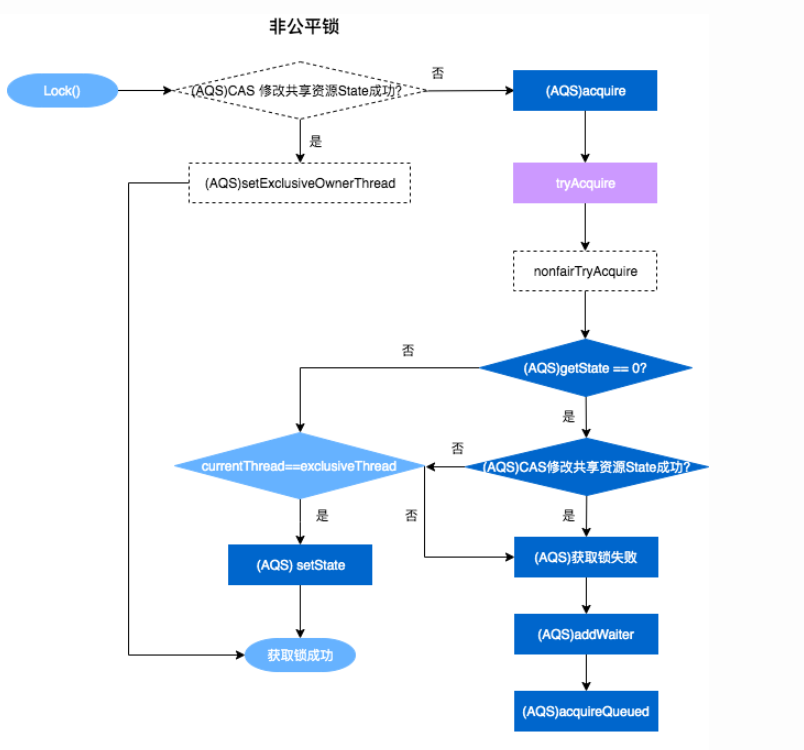 非公平锁
Lock()
(AQS)CAS 修改共享资源State成功?
否
(AQS)acquire
是
(AQS)setExclusiveOwnerThread
tryAcquire
nonfairTryAcquire
否
(AQS)getState == 0?
是
currentThread==exclusiveThread
否
(AQS)CAS修改共享资源State成功?
是
否
是
(AQS) setState
(AQS)获取锁失败
(AQS)addWaiter
获取锁成功
(AQS)acquireQueued